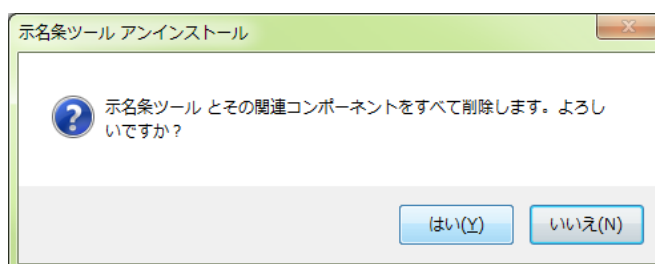 示名条ツール アンインストール
示名条ツール とその関連コンポーネントをすべて削除します。よろし
いですか？
はい(Y)
いいえ(N)